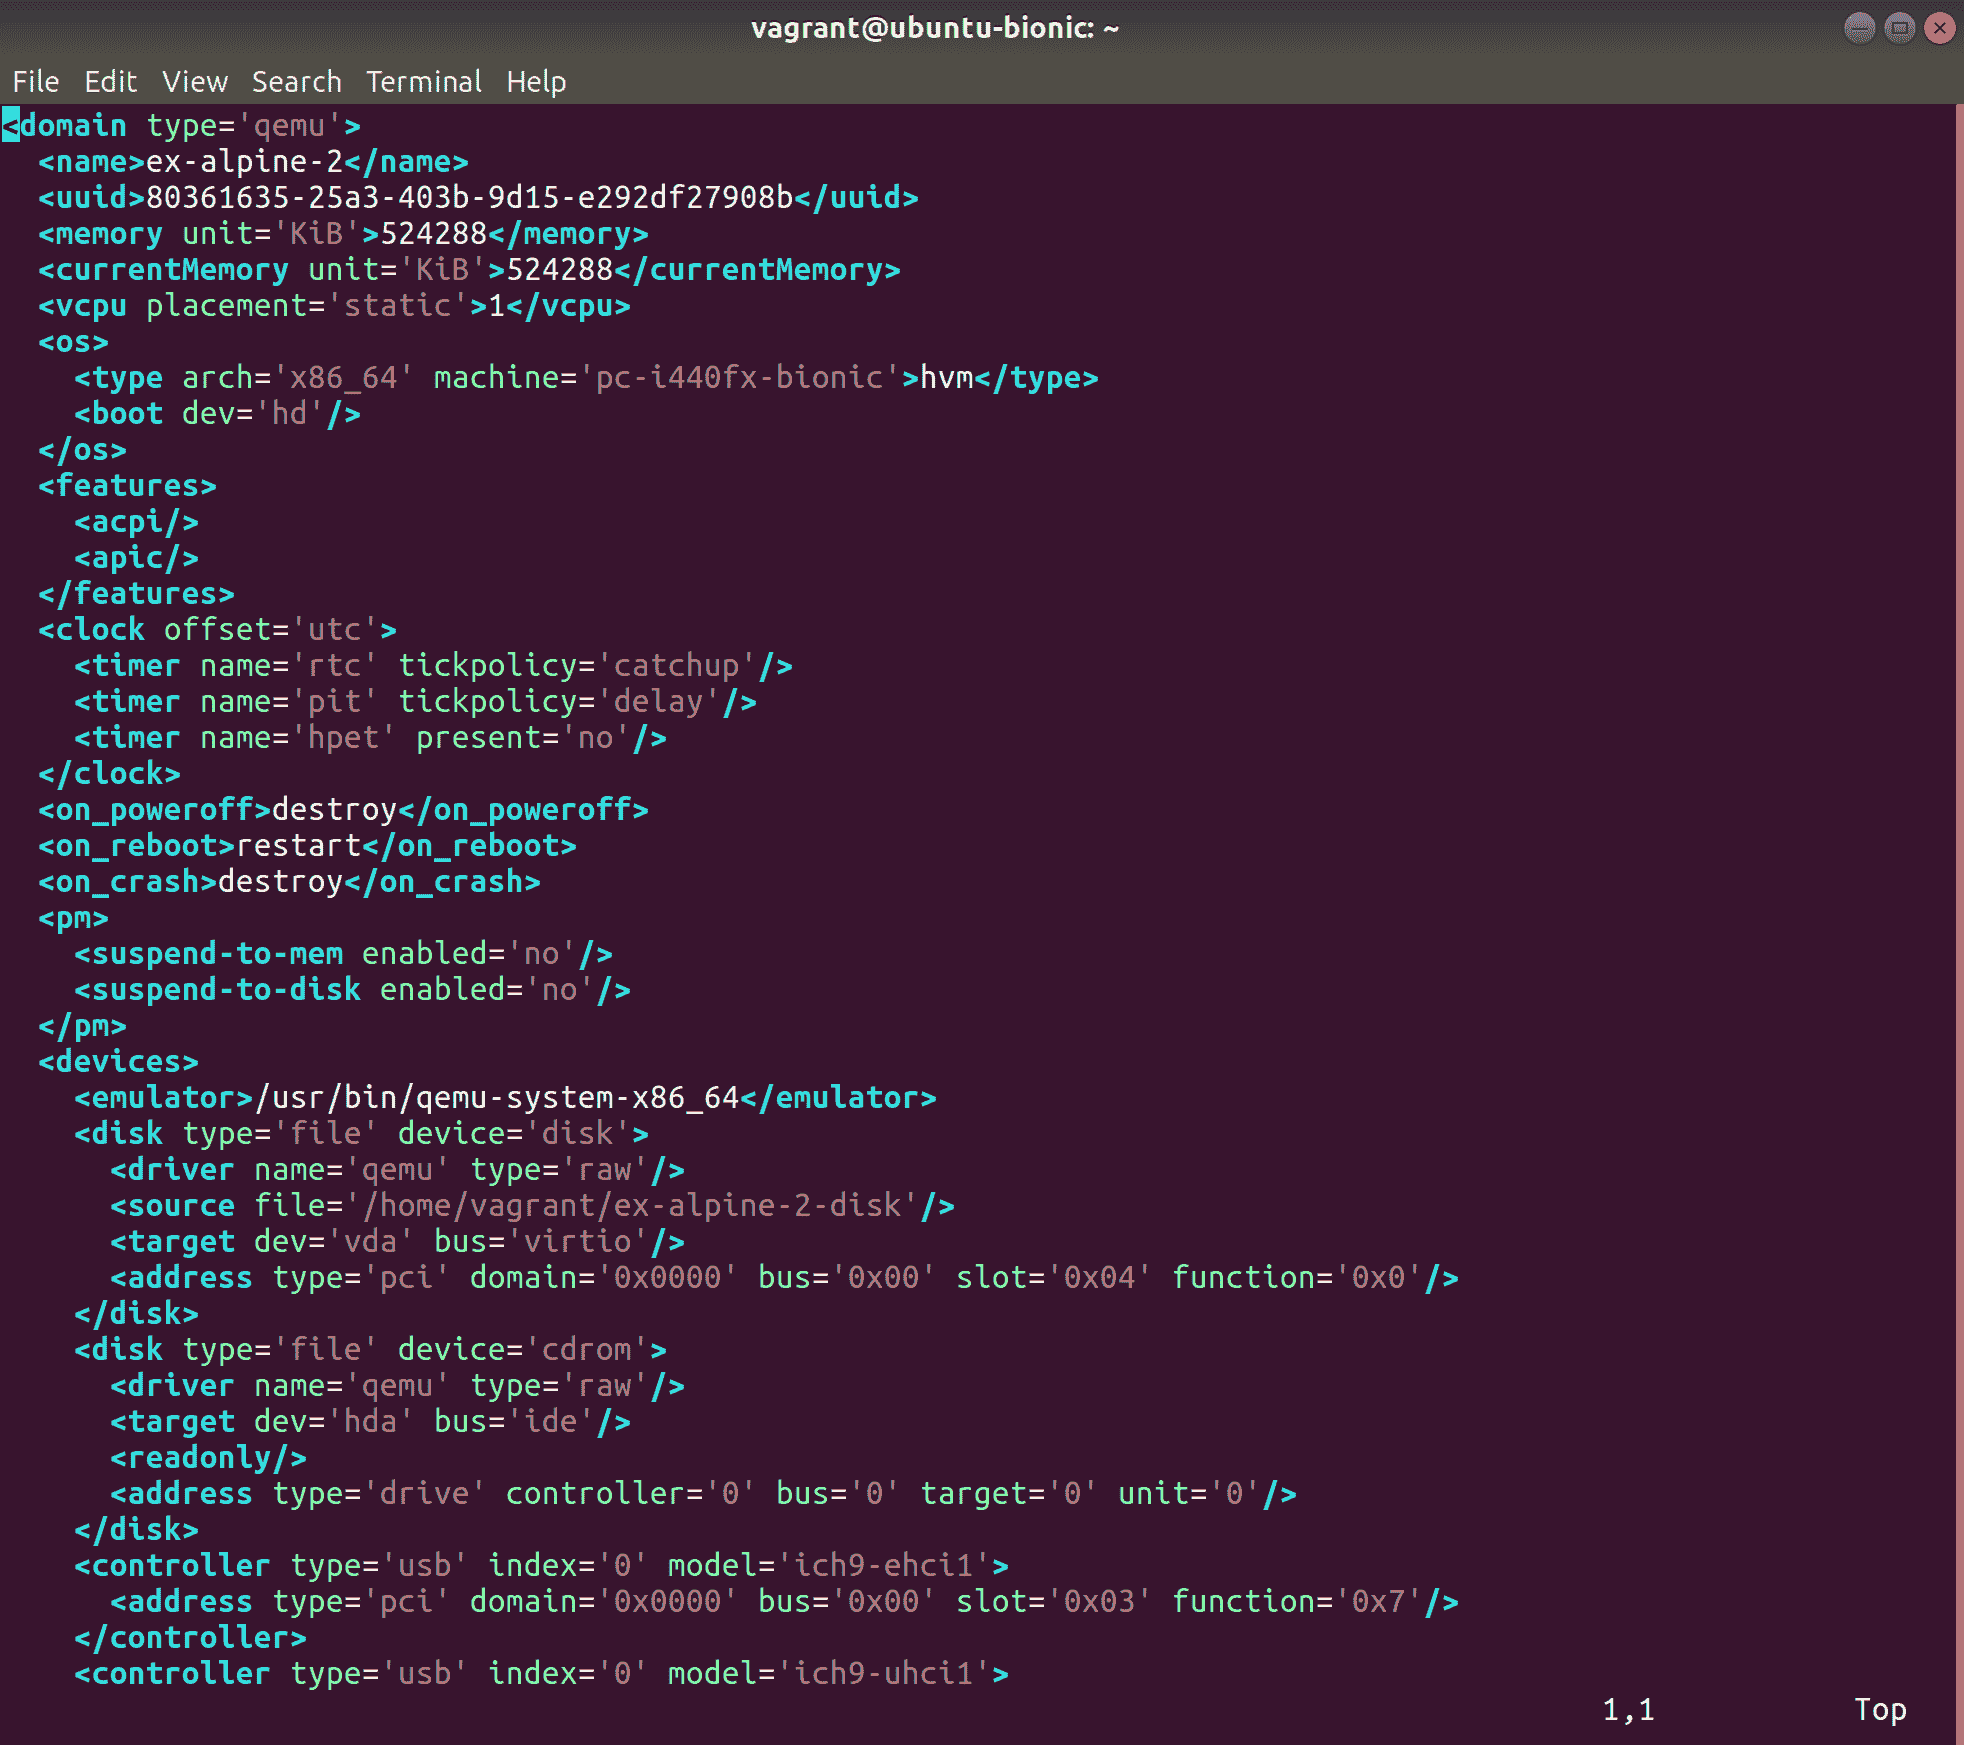 vagrant@ubuntu-bionic: ~
File Edit View Search Terminal Help
<domain type='qemu'>
  <name>ex-alpine-2</name>
  <uuid>80361635-25a3-403b-9d15-e292df27908b</uuid>
  <memory unit='KiB'>524288</memory>
  <currentMemory unit='KiB'>524288</currentMemory>
  <vcpu placement='static'>1</vcpu>
  <os>
    <type arch='x86_64' machine='pc-i440fx-bionic'>hvm</type>
    <boot dev='hd'/>
  </os>
  <features>
    <acpi/>
    <apic/>
  </features>
  <clock offset='utc'>
    <timer name='rtc' tickpolicy='catchup'/>
    <timer name='pit' tickpolicy='delay'/>
    <timer name='hpet' present='no'/>
  </clock>
  <on_poweroff>destroy</on_poweroff>
  <on_reboot>restart</on_reboot>
  <on_crash>destroy</on_crash>
  <pm>
    <suspend-to-mem enabled='no'/>
    <suspend-to-disk enabled='no'/>
  </pm>
  <devices>
    <emulator>/usr/bin/qemu-system-x86_64</emulator>
    <disk type='file' device='disk'>
      <driver name='qemu' type='raw'/>
      <source file='/home/vagrant/ex-alpine-2-disk'/>
      <target dev='vda' bus='virtio'/>
      <address type='pci' domain='0x0000' bus='0x00' slot='0x04' function='0x0'/>
    </disk>
    <disk type='file' device='cdrom'>
      <driver name='qemu' type='raw'/>
      <target dev='hda' bus='ide'/>
      <readonly/>
      <address type='drive' controller='0' bus='0' target='0' unit='0'/>
    </disk>
    <controller type='usb' index='0' model='ich9-ehci1'>
      <address type='pci' domain='0x0000' bus='0x00' slot='0x03' function='0x7'/>
    </controller>
    <controller type='usb' index='0' model='ich9-uhci1'>
1,1 Top